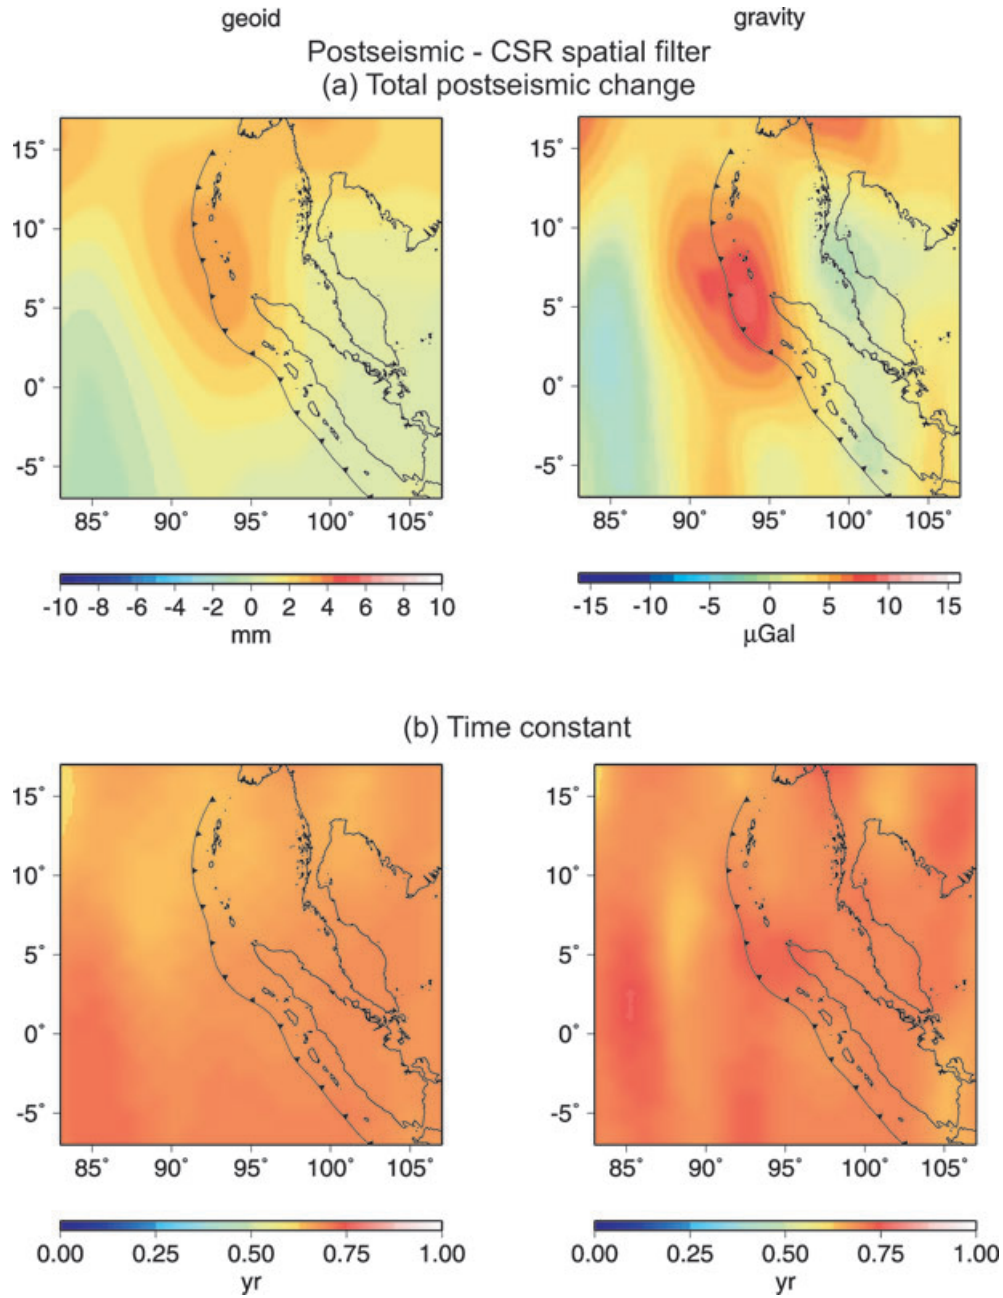 geoid gravity
Postseismic - CSR spatial filter
(a) Total postseismic change
15° 15°
10° 10°
5° 5°
0° 0°
-5° -5°
85° 90° 95° 100° 105° 85° 90° 95° 100° 105°
-10 -8 -6 -4 -2 0 2 4 6 8 10 -15 -10 -5 0 5 10 15
mm μGal
(b) Time constant
15° 15°
10° 10°
5° 5°
0° 0°
-5° -5°
85° 90° 95° 100° 105° 85° 90° 95° 100° 105°
0.00 0.25 0.50 0.75 1.00 0.00 0.25 0.50 0.75 1.00
yr yr